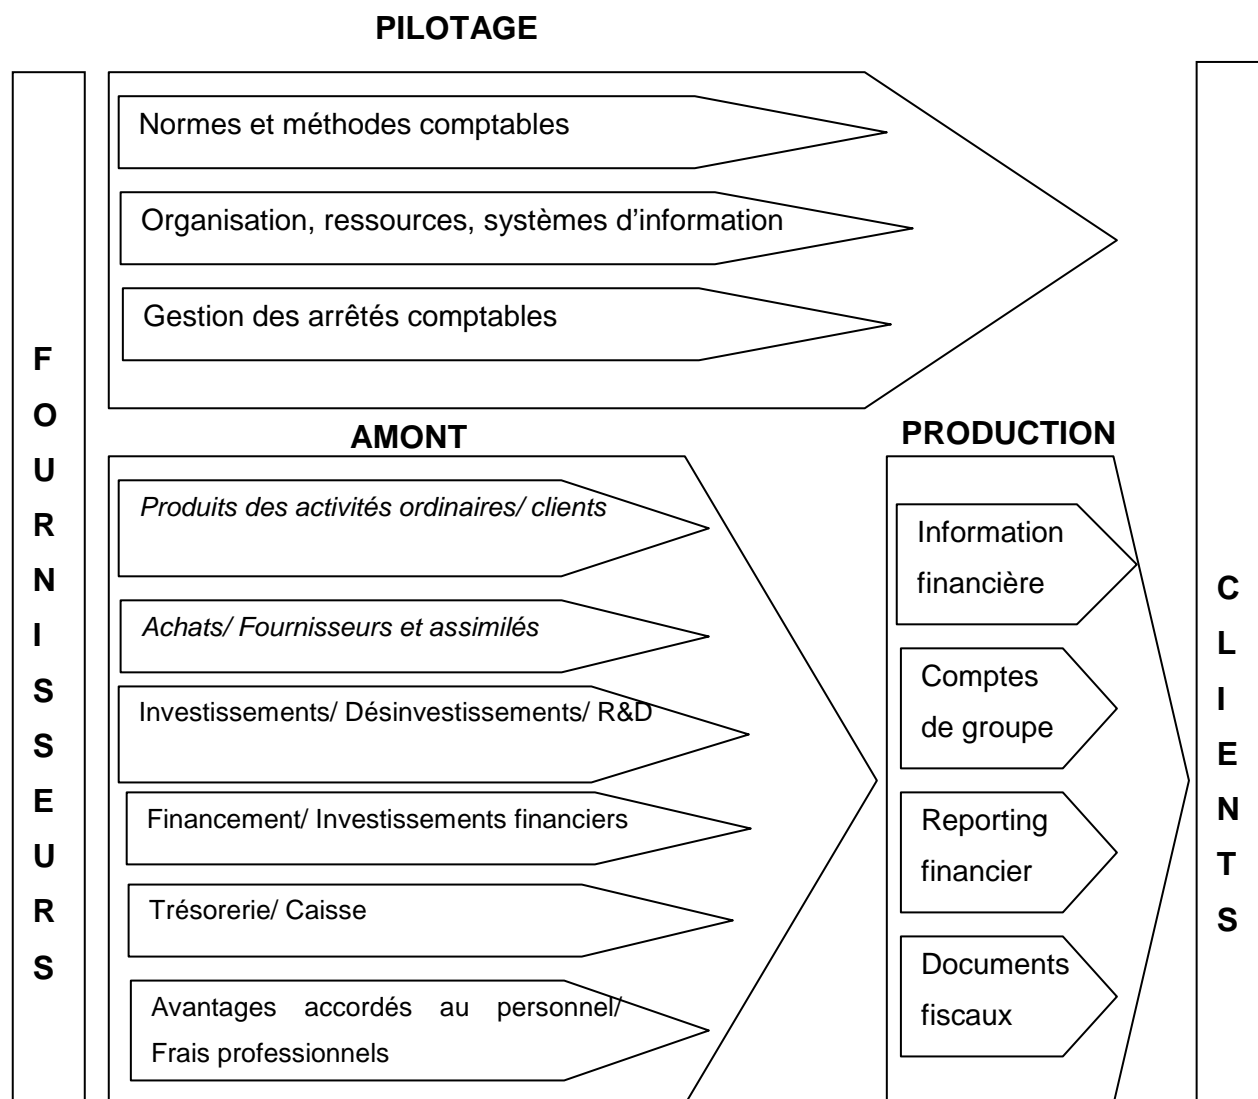 PILOTAGE
Normes et méthodes comptables
Organisation, ressources, systèmes d’information
Gestion des arrêtés comptables
F
O
U
R
N
I
S
S
E
U
R
S
AMONT
Produits des activités ordinaires/ clients
Achats/ Fournisseurs et assimilés
Investissements/ Désinvestissements/ R&D
Financement/ Investissements financiers
Trésorerie/ Caisse
Avantages accordés au personnel/
Frais professionnels
PRODUCTION
Information
financière
Comptes
de groupe
Reporting
financier
Documents
fiscaux
C
L
I
E
N
T
S